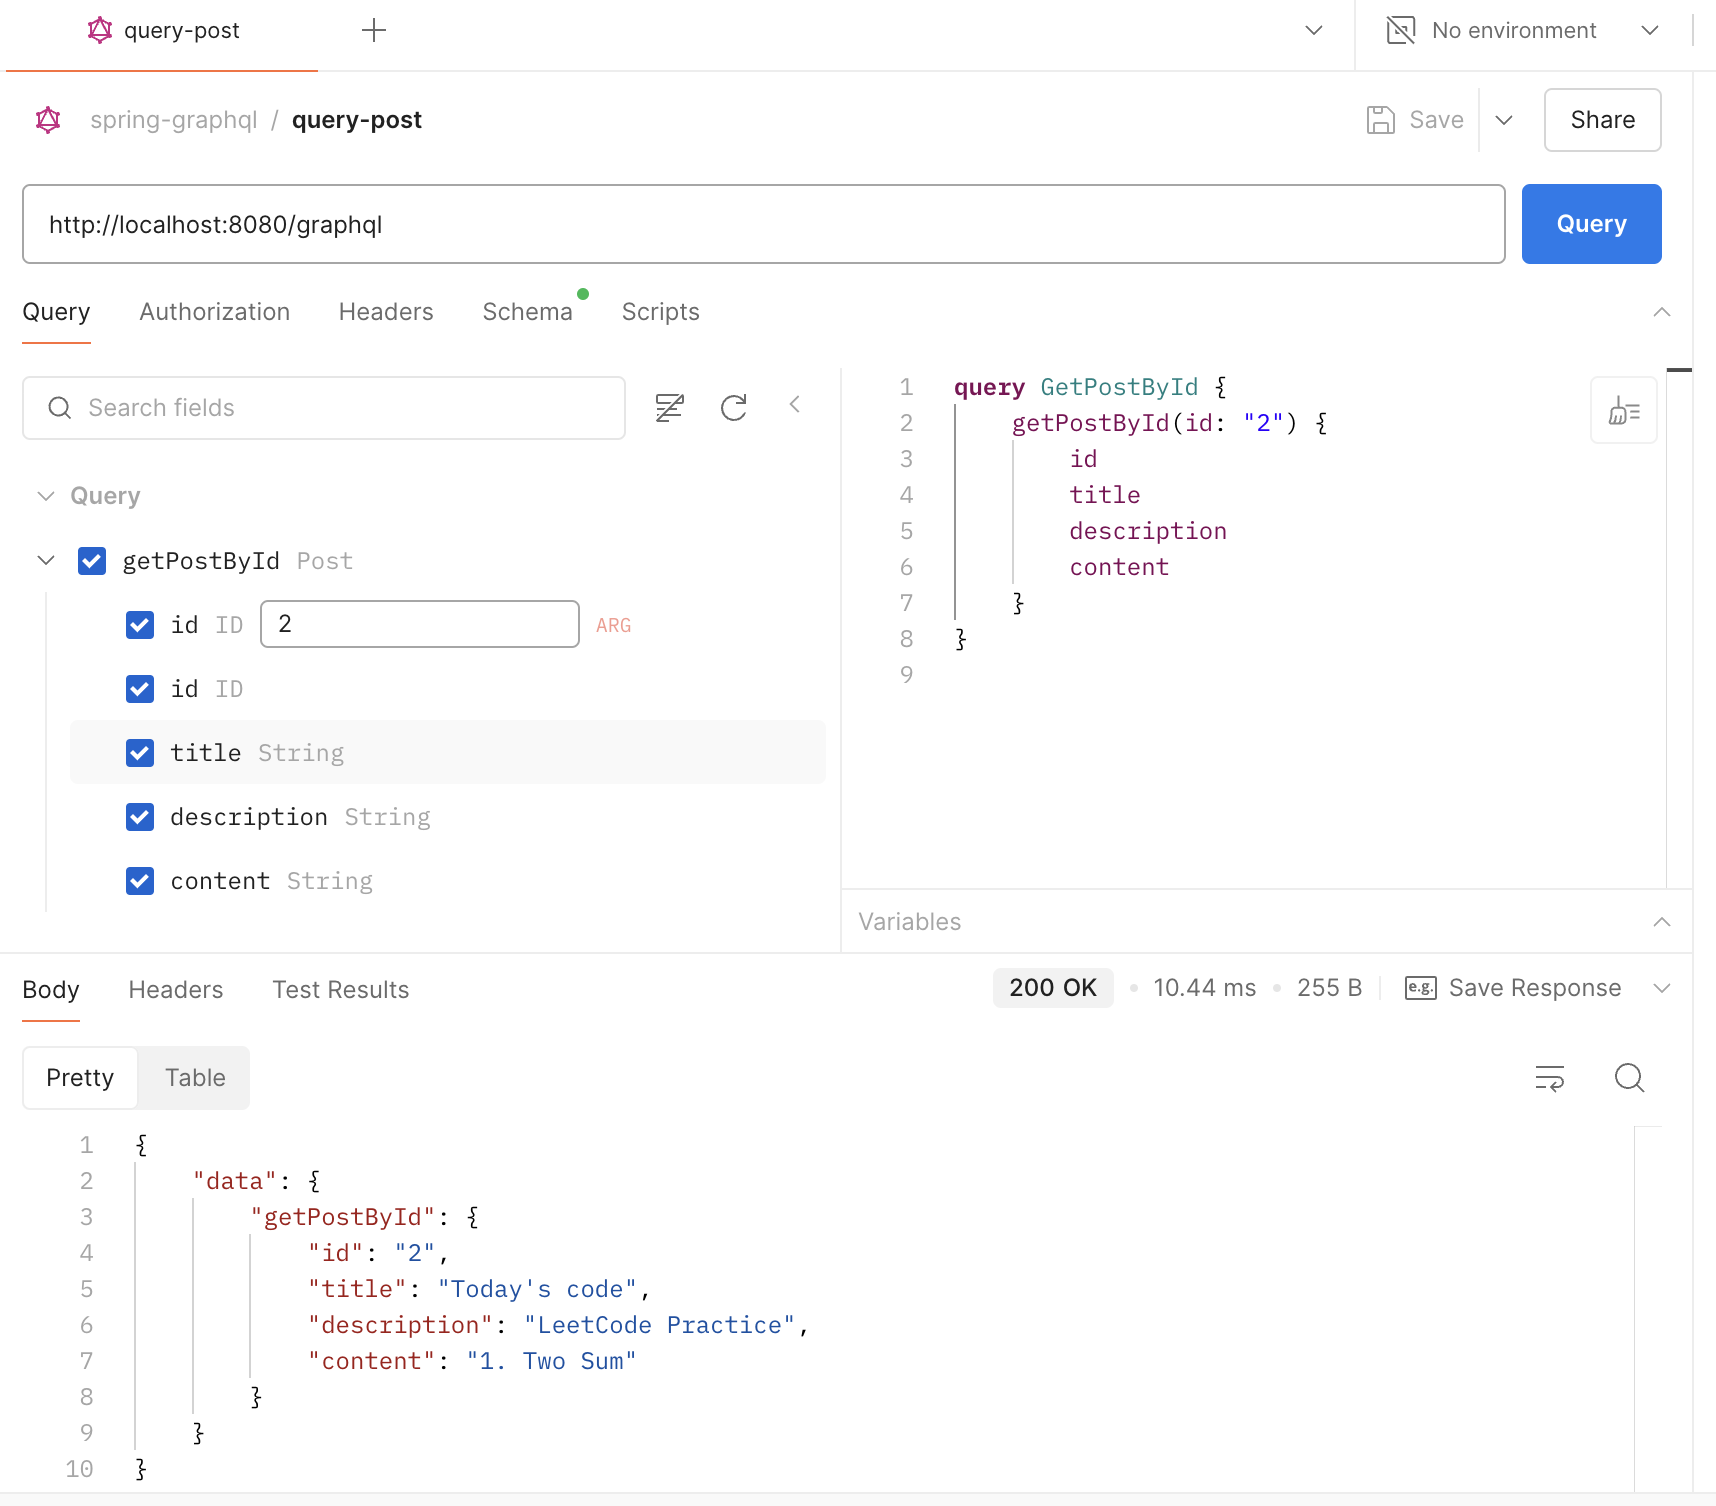 query-post
No environment
spring-graphql / query-post
Save
Share
http://localhost:8080/graphql
Query
Query Authorization Headers Schema Scripts
Search fields
Query
getPostById Post
id ID 2 ARG
id ID
title String
description String
content String
1 query GetPostById {
2 getPostById(id: "2") {
3 id
4 title
5 description
6 content
7 }
8 }
9
Variables
Body Headers Test Results
200 OK • 10.44 ms • 255 B
e.g. Save Response
Pretty Table
1 {
2 "data": {
3 "getPostById": {
4 "id": "2",
5 "title": "Today's code",
6 "description": "LeetCode Practice",
7 "content": "1. Two Sum"
8 }
9 }
10 }